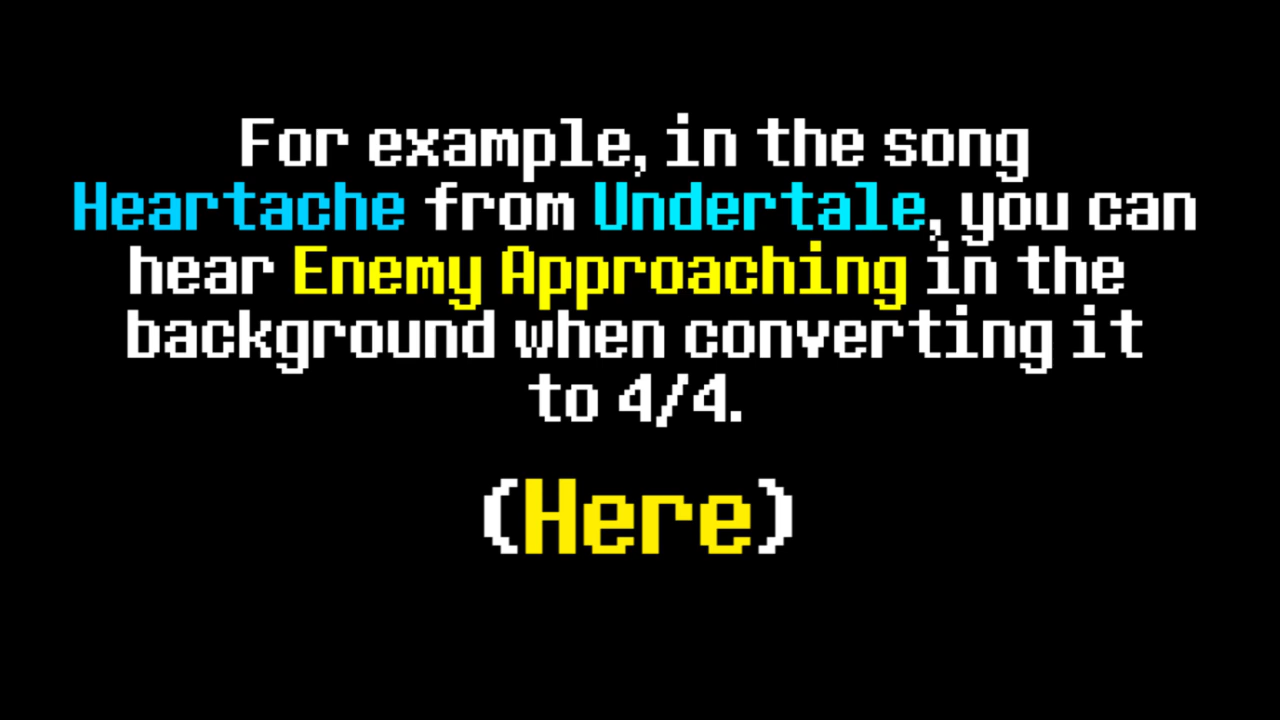 For example, in the song
Heartache from Undertale, you can
hear Enemy Approaching in the
background when converting it
to 4/4.
(Here)